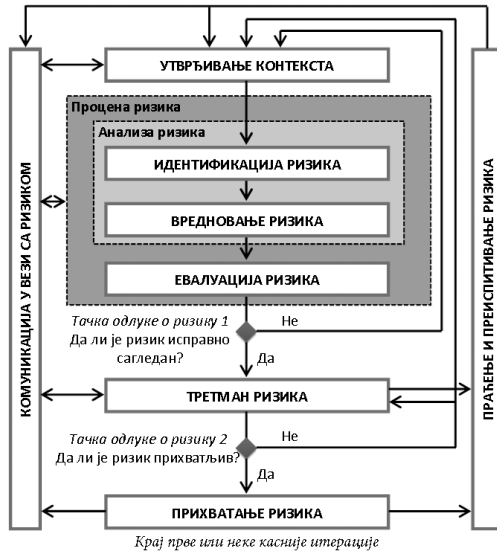 УТВРЂИВАЊЕ КОНТЕКСТА
Процена ризика
Анализа ризика
ИДЕНТИФИКАЦИЈА РИЗИКА
ВРЕДНОВАЊЕ РИЗИКА
ЕВАЛУАЦИЈА РИЗИКА
Тачка одлуке о ризику 1
Не
Да ли је ризик исправно
сагледан?
Да
ТРЕТМАН РИЗИКА
Тачка одлуке о ризику 2
Не
Да ли је ризик прихватљив?
Да
ПРИХВАТАЊЕ РИЗИКА
Крај прве или неке касније итерације
КОМУНИКАЦИЈА У ВЕЗИ СА РИЗИКОМ
ПРАЋЕЊЕ И ПРЕИСПИТИВАЊЕ РИЗИКА